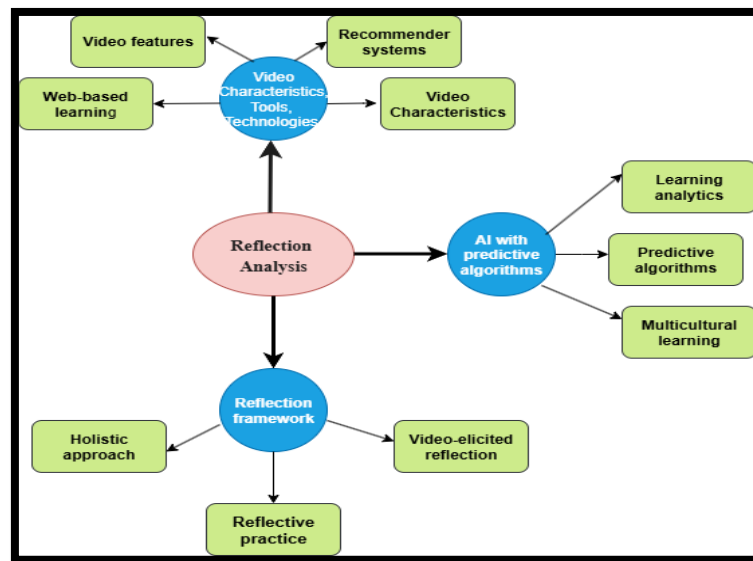 Video features
Recommender
systems
Video
Characteristics,
Tools,
Technologies
Web-based
learning
Video
Characteristics
Reflection
Analysis
AI with
predictive
algorithms
Learning
analytics
Predictive
algorithms
Multicultural
learning
Reflection
framework
Holistic
approach
Video-elicited
reflection
Reflective
practice